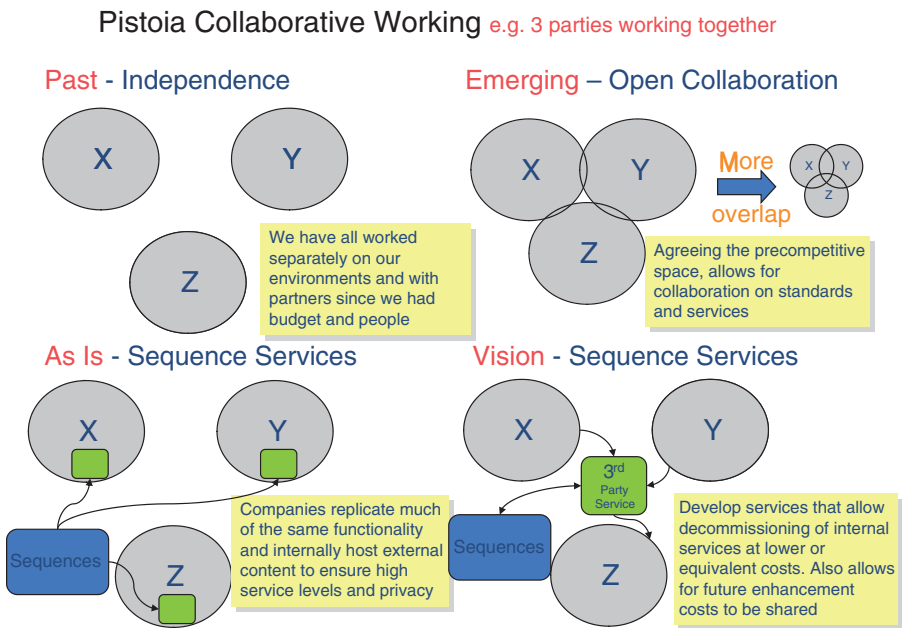 Pistoia Collaborative Working e.g. 3 parties working together
Past - Independence
X
Y
Z
We have all worked
separately on our
environments and with
partners since we had
budget and people
Emerging – Open Collaboration
X
Y
Z
More
overlap
X
Y
Z
Agreeing the precompetitive
space, allows for
collaboration on standards
and services
As Is - Sequence Services
X
Y
Sequences
Z
Companies replicate much
of the same functionality
and internally host external
content to ensure high
service levels and privacy
Vision - Sequence Services
X
Y
3rd
Party
Service
Sequences
Z
Develop services that allow
decommissioning of internal
services at lower or
equivalent costs. Also allows
for future enhancement
costs to be shared